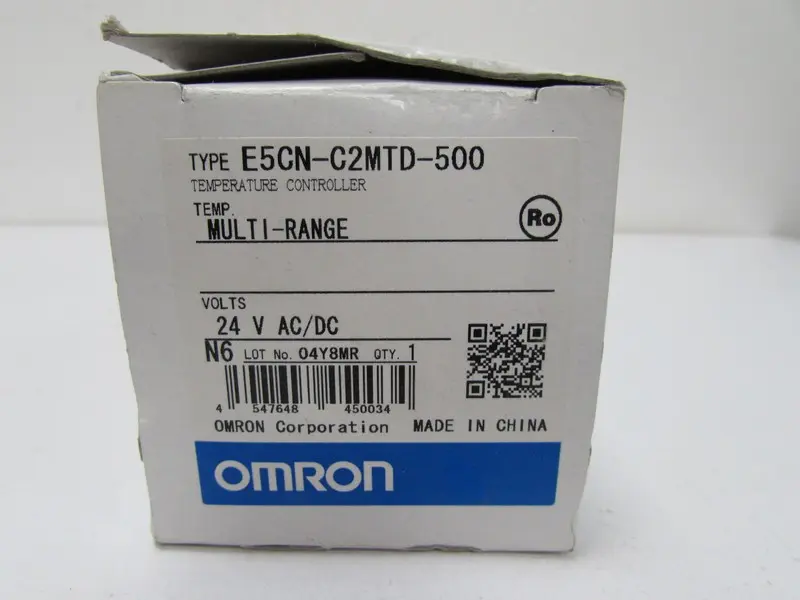 TYPE E5CN-C2MTD-500
TEMPERATURE CONTROLLER
TEMP.
MULTI-RANGE
Ro
VOLTS
24 V AC/DC
N6 LOT No. 04Y8MR QTY. 1
4 547648 450034
OMRON Corporation MADE IN CHINA
OMRON